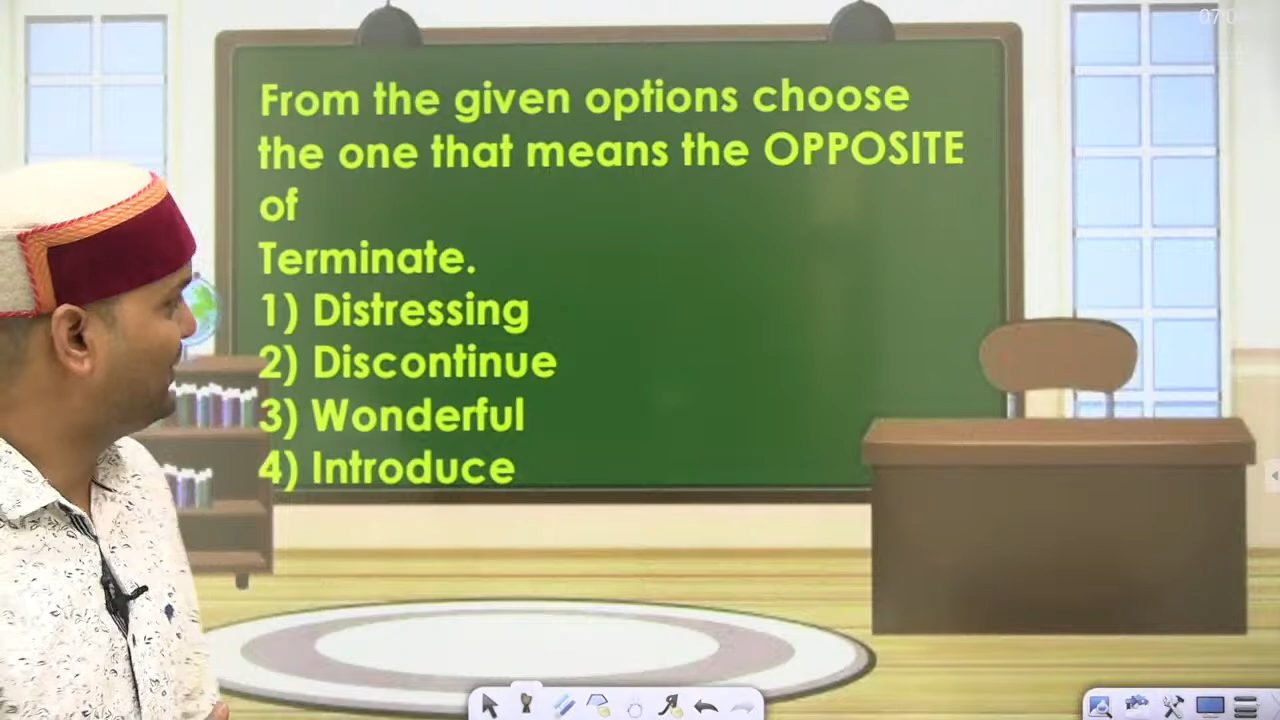 From the given options choose
the one that means the OPPOSITE
of
Terminate.
1) Distressing
2) Discontinue
3) Wonderful
4) Introduce